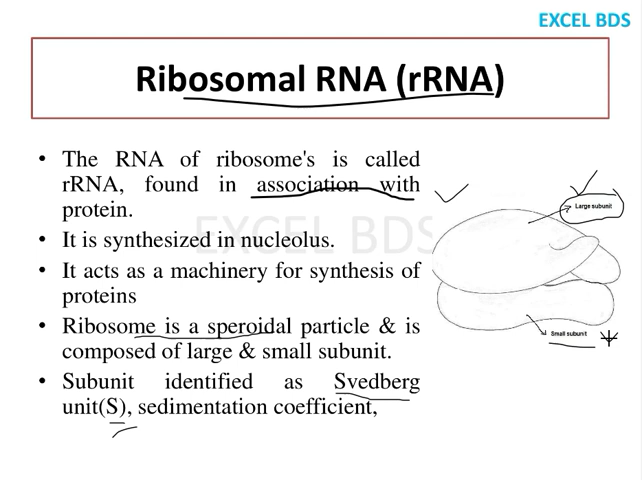 EXCEL BDS
Ribosomal RNA (rRNA)
• The RNA of ribosome's is called
rRNA, found in association with
protein.
• It is synthesized in nucleolus.
• It acts as a machinery for synthesis of
proteins
• Ribosome is a speroidal particle & is
composed of large & small subunit.
• Subunit identified as Svedberg
unit(S), sedimentation coefficient,
Large subunit
Small subunit
EXCEL BDS